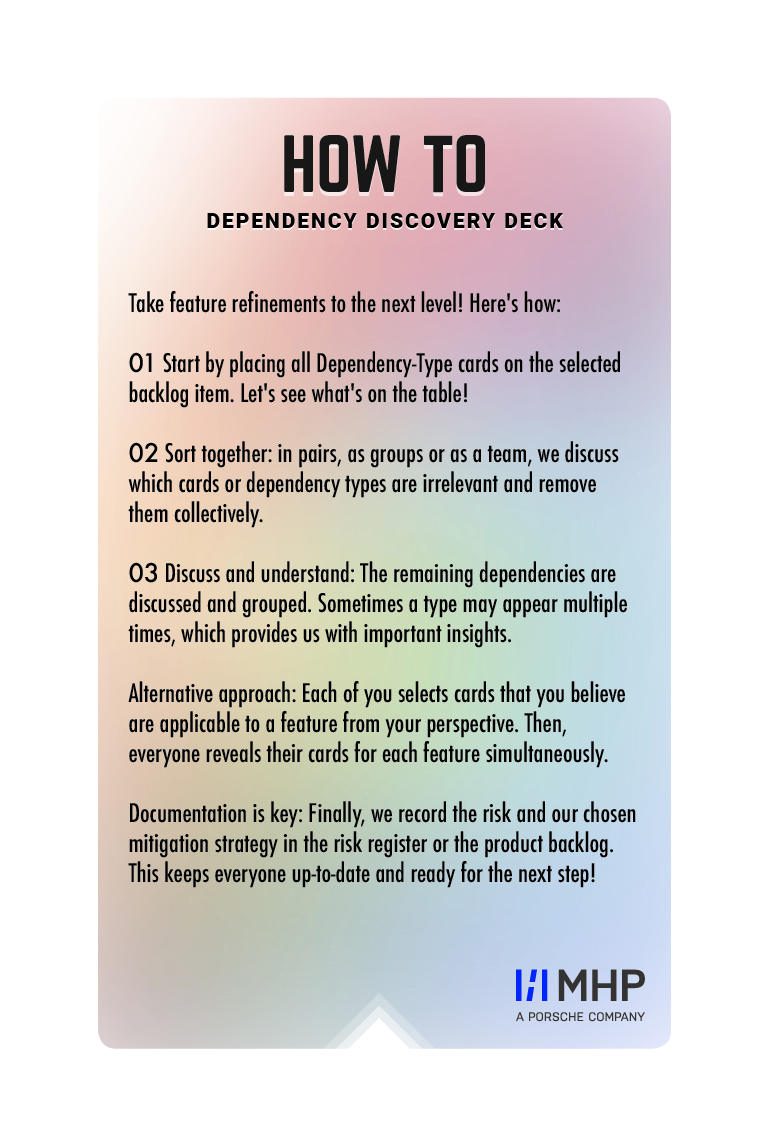 HOW TO
DEPENDENCY DISCOVERY DECK
Take feature refinements to the next level! Here's how:
01 Start by placing all Dependency-Type cards on the selected
backlog item. Let's see what's on the table!
02 Sort together: in pairs, as groups or as a team, we discuss
which cards or dependency types are irrelevant and remove
them collectively.
03 Discuss and understand: The remaining dependencies are
discussed and grouped. Sometimes a type may appear multiple
times, which provides us with important insights.
Alternative approach: Each of you selects cards that you believe
are applicable to a feature from your perspective. Then,
everyone reveals their cards for each feature simultaneously.
Documentation is key: Finally, we record the risk and our chosen
mitigation strategy in the risk register or the product backlog.
This keeps everyone up-to-date and ready for the next step!
MHP
A PORSCHE COMPANY